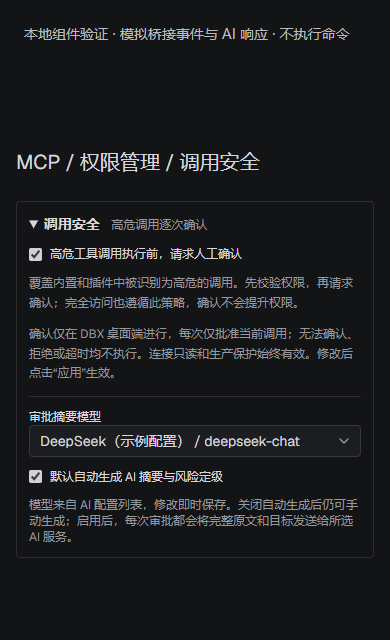 本地组件验证 · 模拟桥接事件与 AI 响应 · 不执行命令
MCP / 权限管理 / 调用安全
▼ 调用安全 高危调用逐次确认
高危工具调用执行前，请求人工确认
覆盖内置和插件中被识别为高危的调用。先校验权限，再请求
确认；完全访问也遵循此策略，确认不会提升权限。
确认仅在 DBX 桌面端进行，每次仅批准当前调用；无法确认、
拒绝或超时均不执行。连接只读和生产保护始终有效。修改后
点击“应用”生效。
审批摘要模型
DeepSeek（示例配置） / deepseek-chat
默认自动生成 AI 摘要与风险定级
模型来自 AI 配置列表，修改即时保存。关闭自动生成后仍可手
动生成；启用后，每次审批都会将完整原文和目标发送给所选
AI 服务。